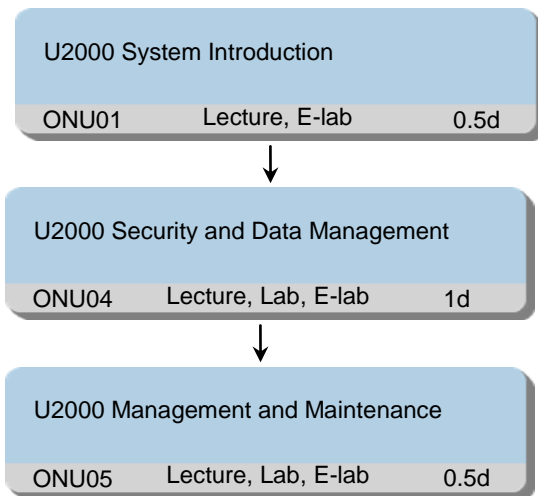 U2000 System Introduction
ONU01 Lecture, E-lab 0.5d
U2000 Security and Data Management
ONU04 Lecture, Lab, E-lab 1d
U2000 Management and Maintenance
ONU05 Lecture, Lab, E-lab 0.5d